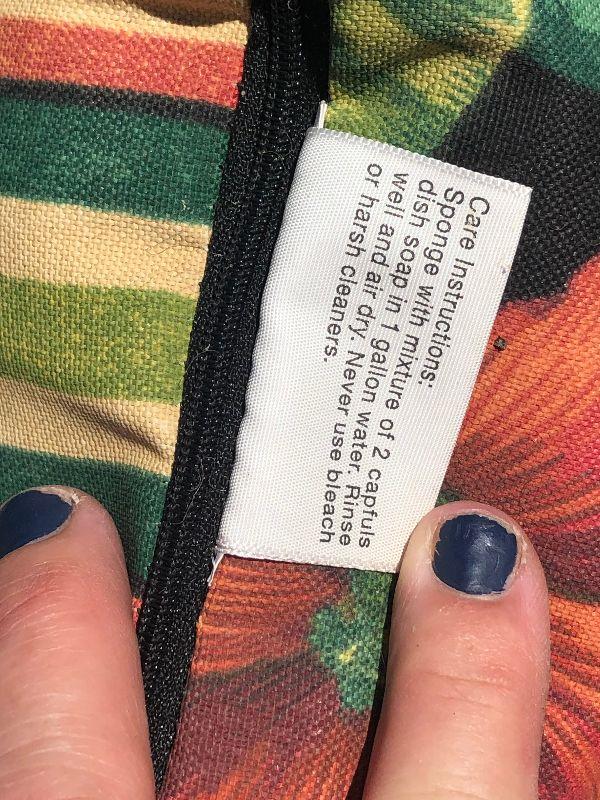 Care Instructions:
Sponge with mixture of 2 capfuls
dish soap in 1 gallon water. Rinse
well and air dry. Never use bleach
or harsh cleaners.